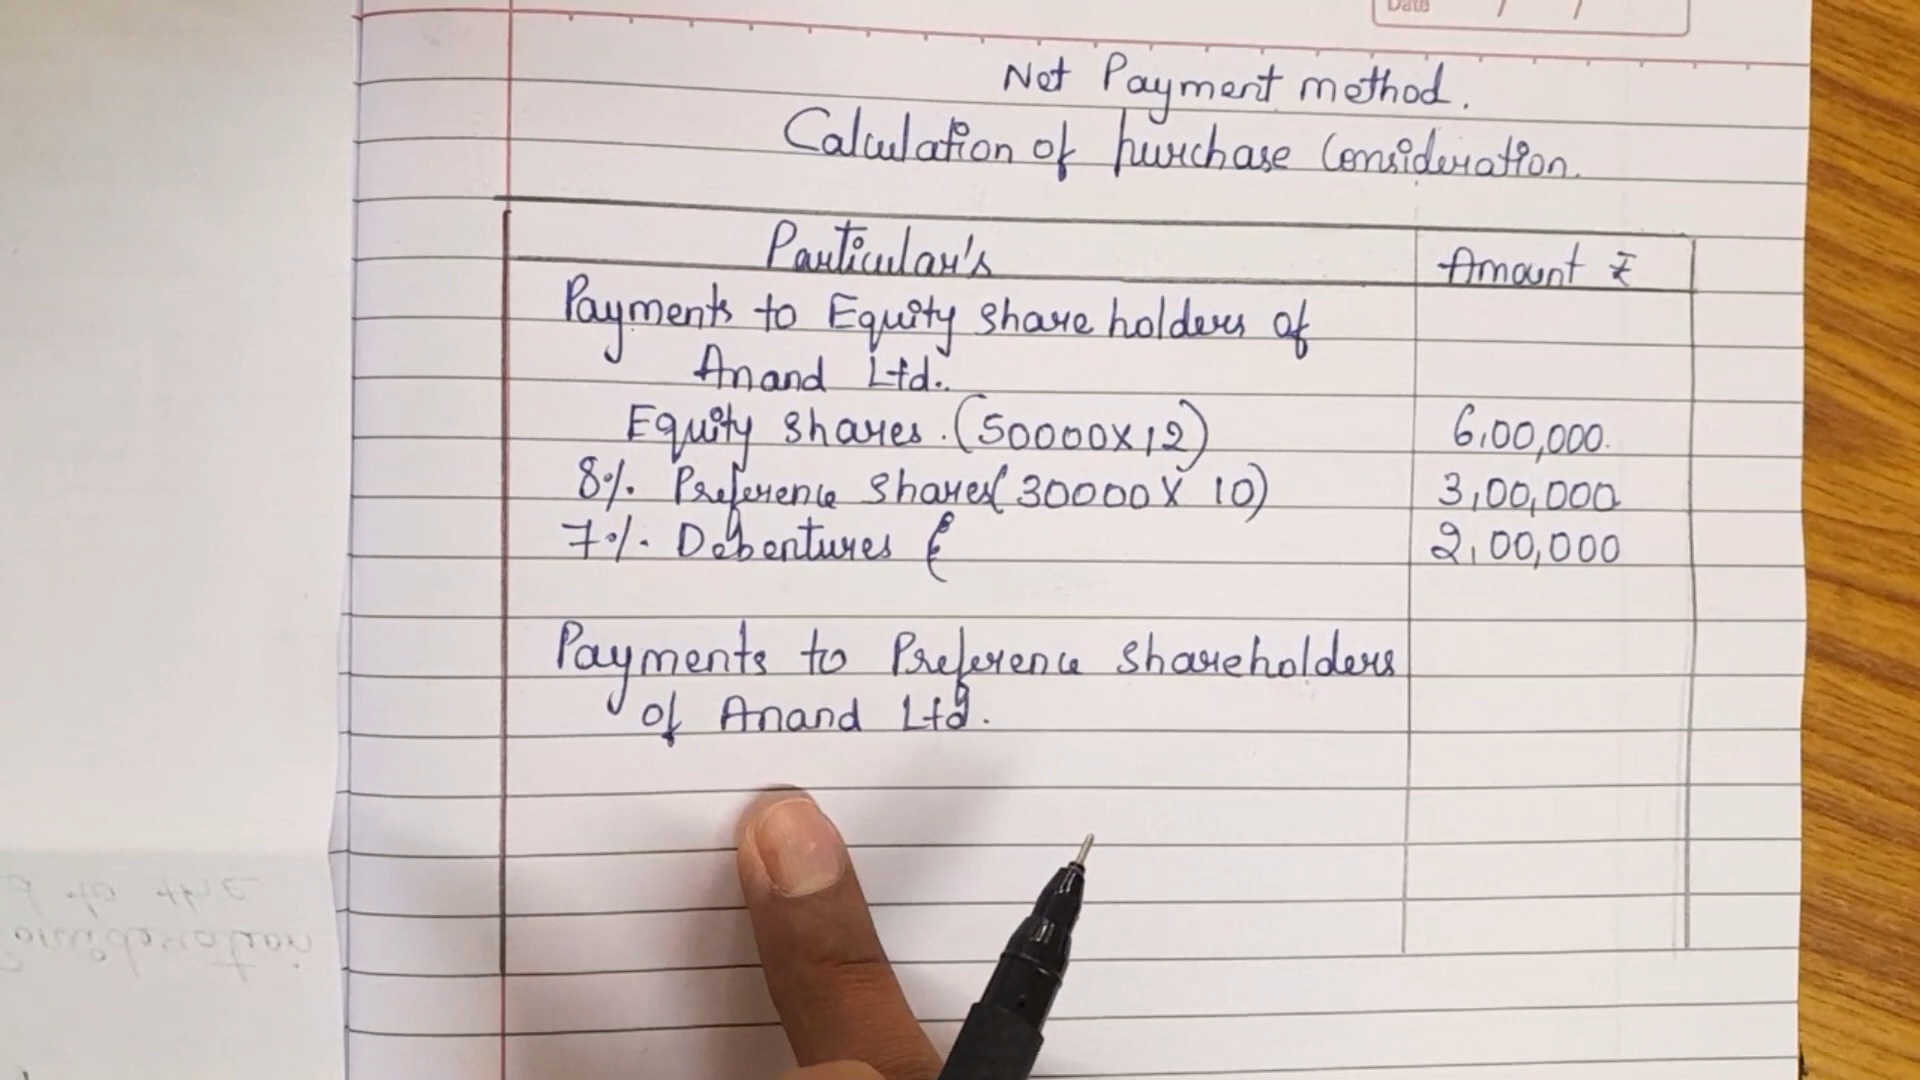 Date / /
Net Payment method.
Calculation of purchase Consideration.
Particular's Amount ₹
Payments to Equity share holders of
Anand Ltd.
Equity shares. (50000x12) 6,00,000.
8%. Preference shares (30000 x 10) 3,00,000
7%. Debentures ( 2,00,000
Payments to Preference shareholders
of Anand Ltd.